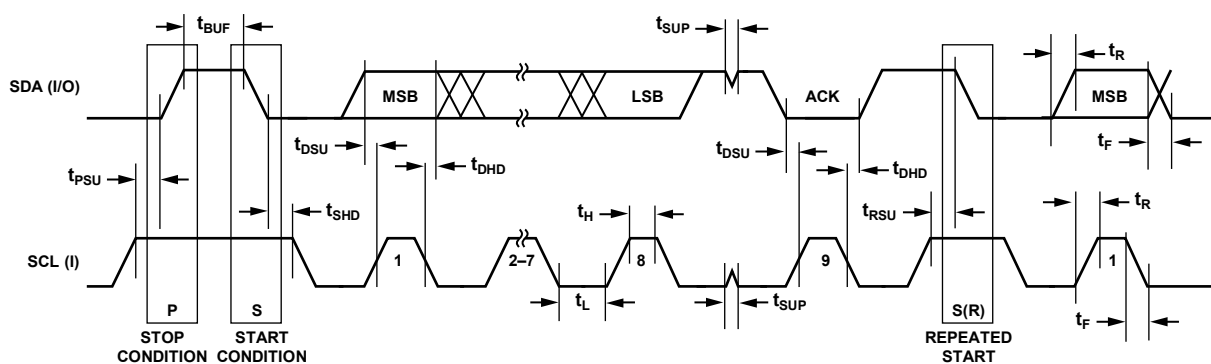 tBUF
tSUP
tR
SDA (I/O)
MSB
LSB
ACK
MSB
tDSU
tDHD
tDSU
tDHD
tF
tPSU
tSHD
tH
tRSU
tR
SCL (I)
1
2–7
8
9
1
P
S
tL
tSUP
S(R)
tF
STOP
CONDITION
START
CONDITION
REPEATED
START